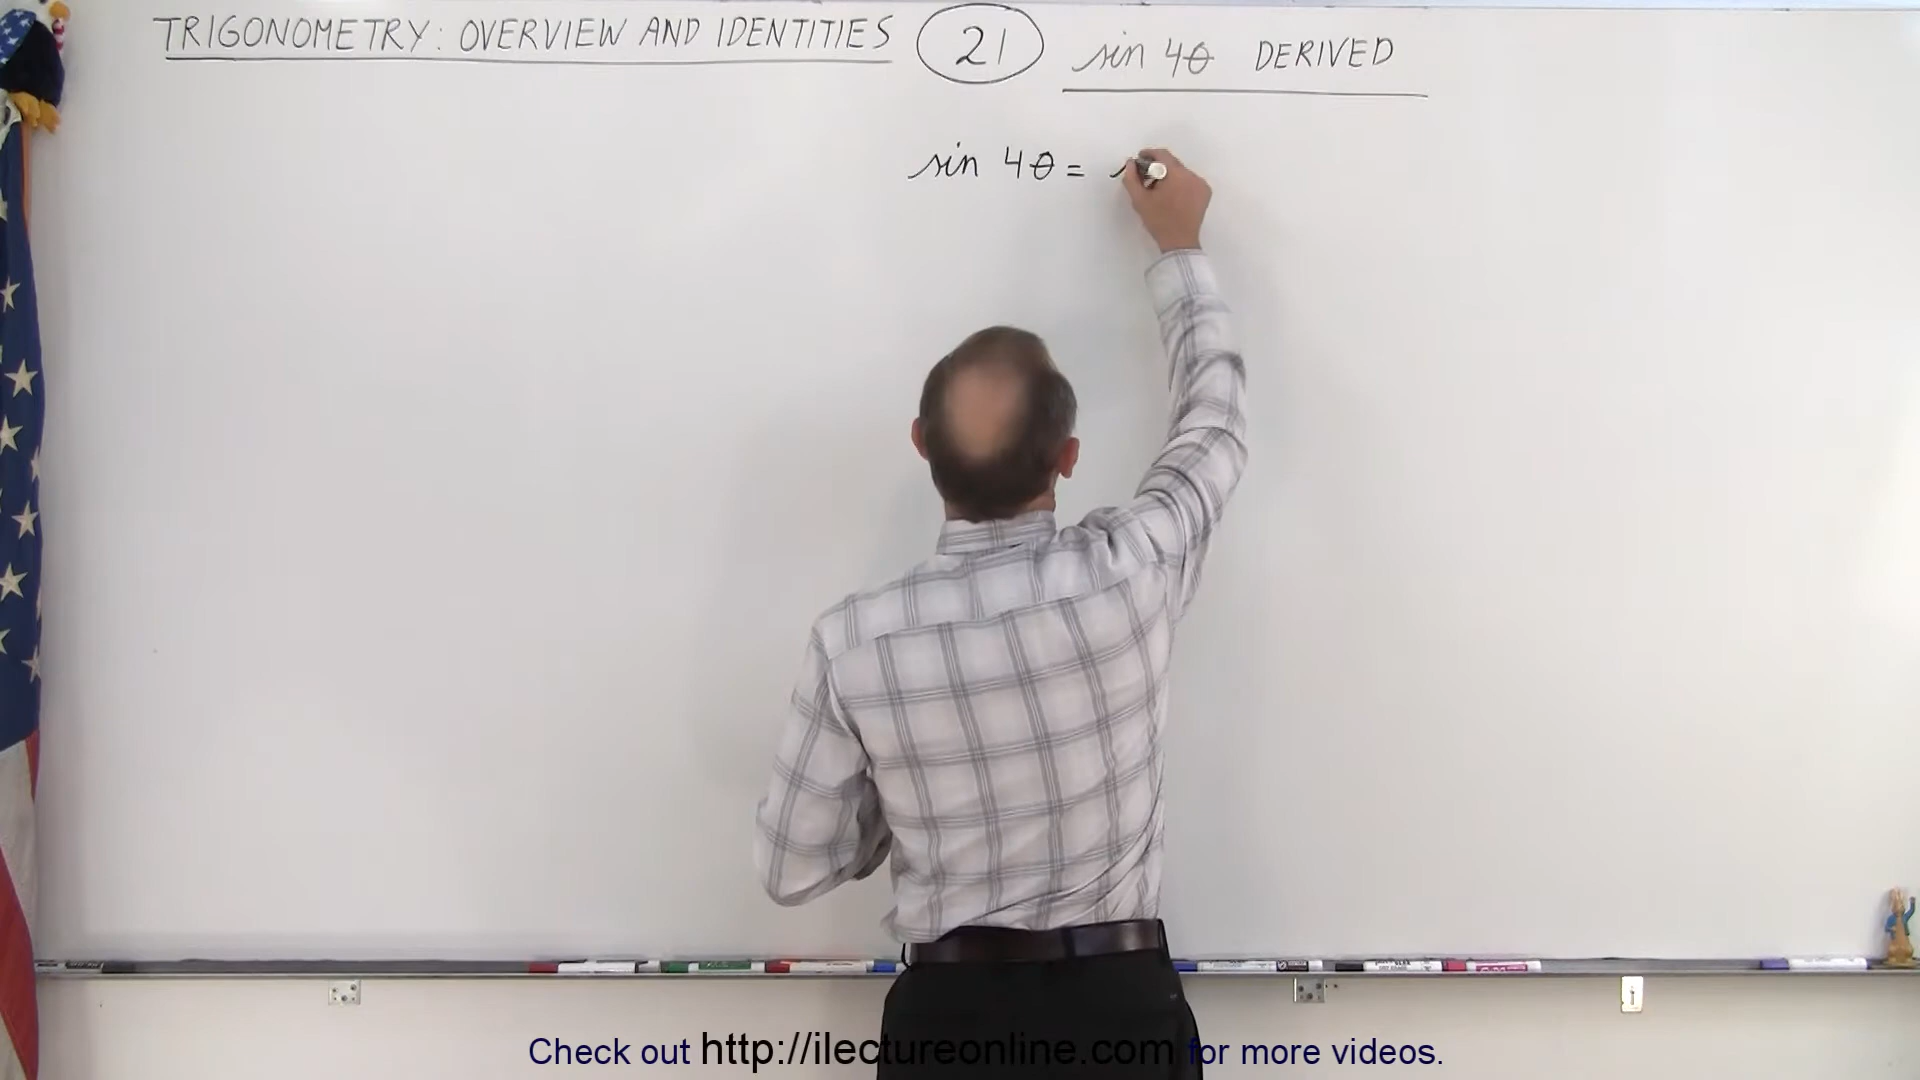 TRIGONOMETRY: OVERVIEW AND IDENTITIES 21 sin 4θ DERIVED
sin 4θ = s
Check out http://ilectureonline.com for more videos.